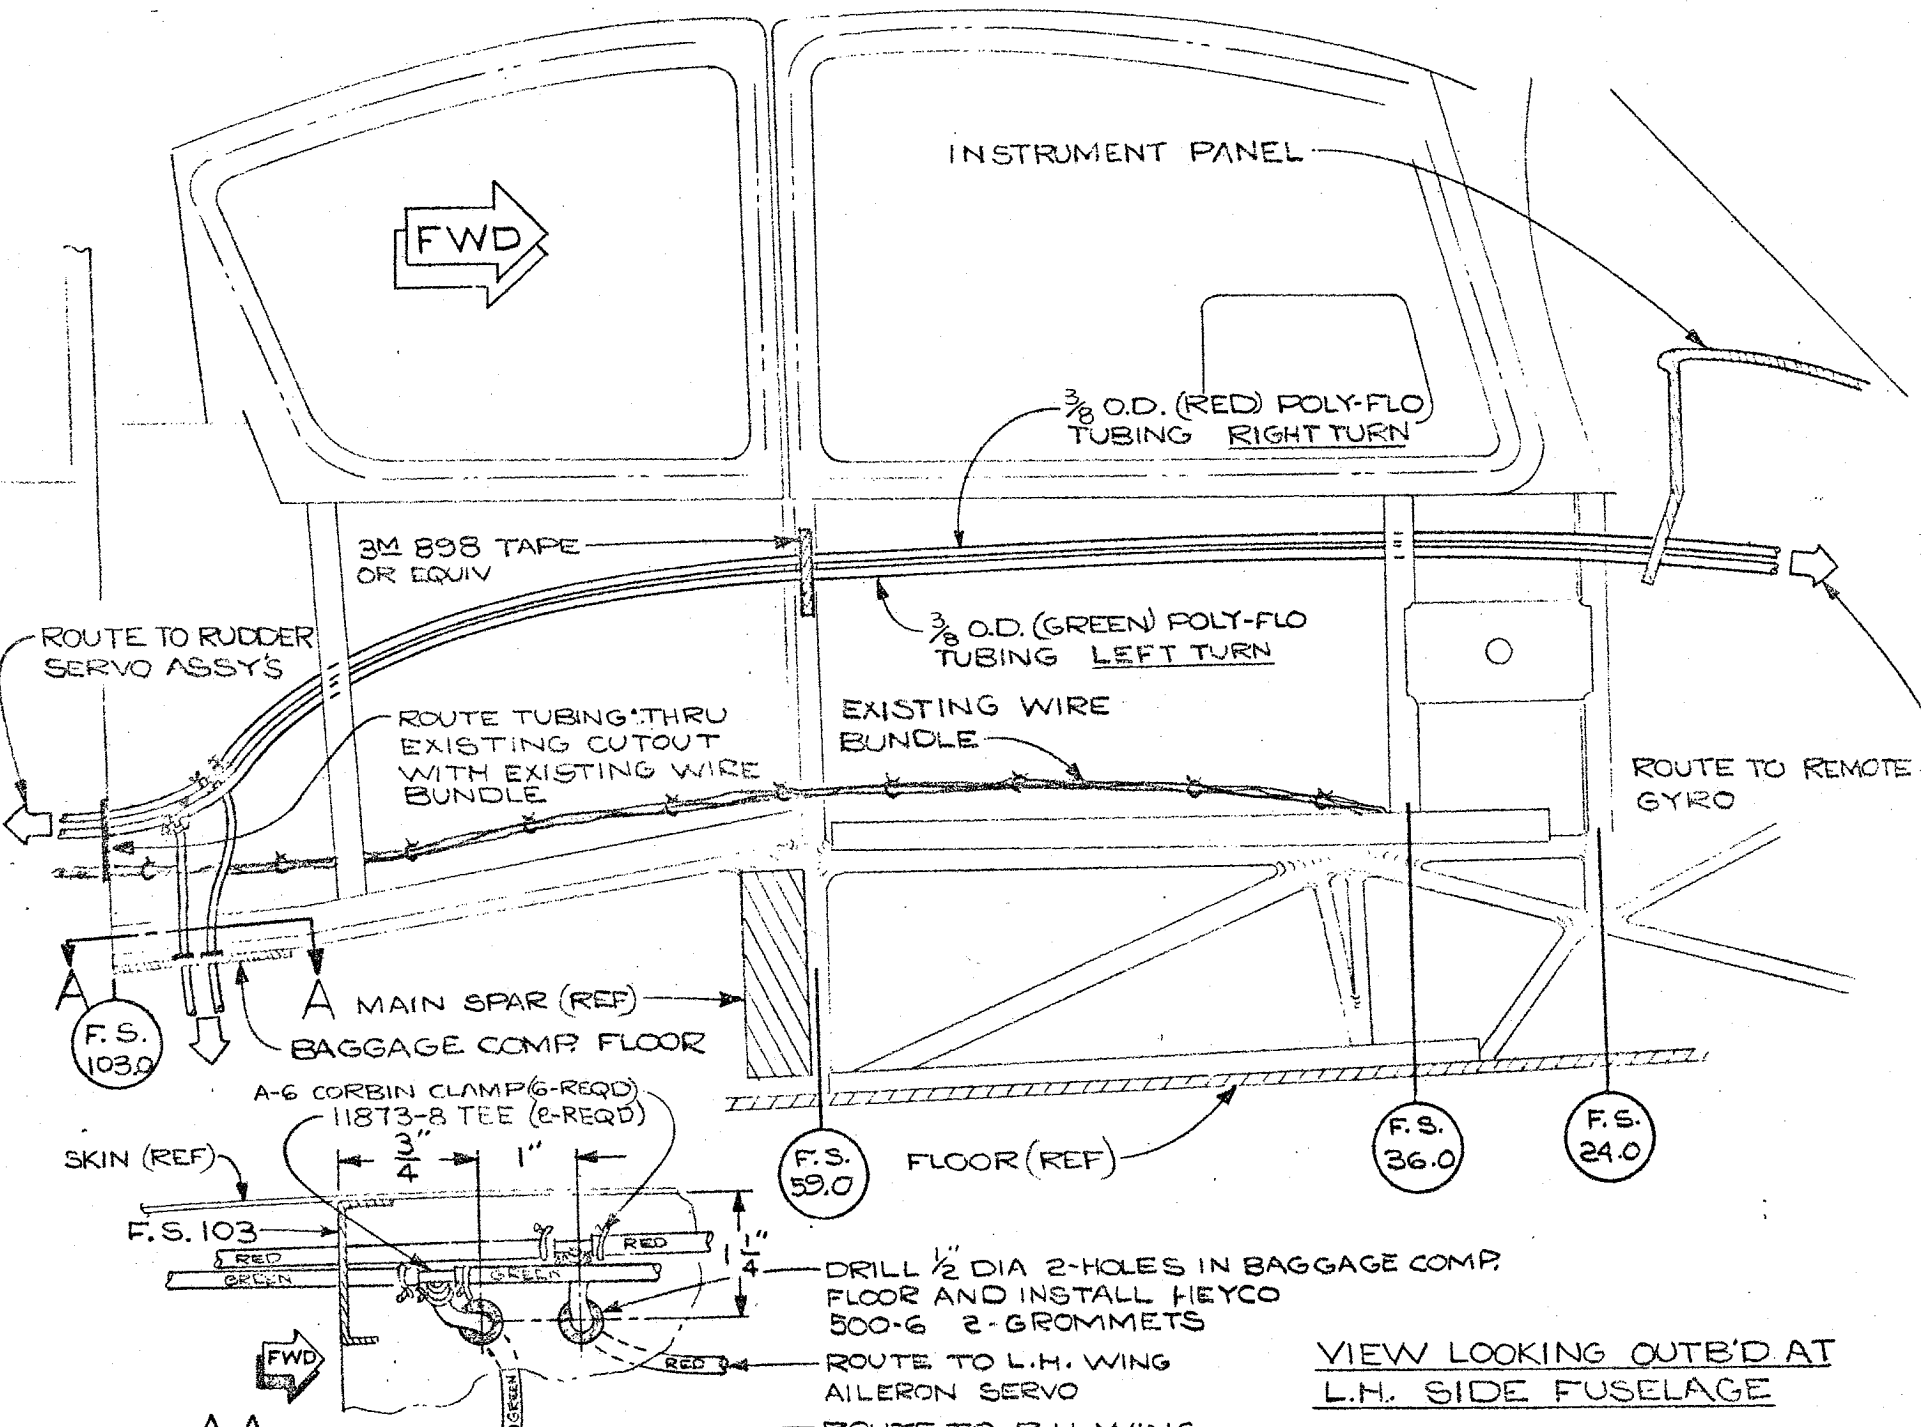 INSTRUMENT PANEL
FWD
3/8 O.D. (RED) POLY-FLO
TUBING RIGHT TURN
3M 898 TAPE
OR EQUIV
3/8 O.D. (GREEN) POLY-FLO
TUBING LEFT TURN
ROUTE TO RUDDER
SERVO ASSY'S
ROUTE TUBING THRU
EXISTING CUTOUT
WITH EXISTING WIRE
BUNDLE
EXISTING WIRE
BUNDLE
ROUTE TO REMOTE
GYRO
A
A
MAIN SPAR (REF)
F.S.
103.0
BAGGAGE COMP. FLOOR
A-6 CORBIN CLAMP (6-REQD)
11873-8 TEE (2-REQD)
SKIN (REF)
3/4"
1"
F.S.
59.0
FLOOR (REF)
F.S.
36.0
F.S.
24.0
F.S. 103
RED
RED
GREEN
GREEN
1 1/4"
DRILL 1/2" DIA 2-HOLES IN BAGGAGE COMP.
FLOOR AND INSTALL HEYCO
500-6 2-GROMMETS
FWD
RED
GREEN
ROUTE TO L.H. WING
AILERON SERVO
VIEW LOOKING OUTB'D AT
L.H. SIDE FUSELAGE
A-A
ROUTE TO R.H. WING